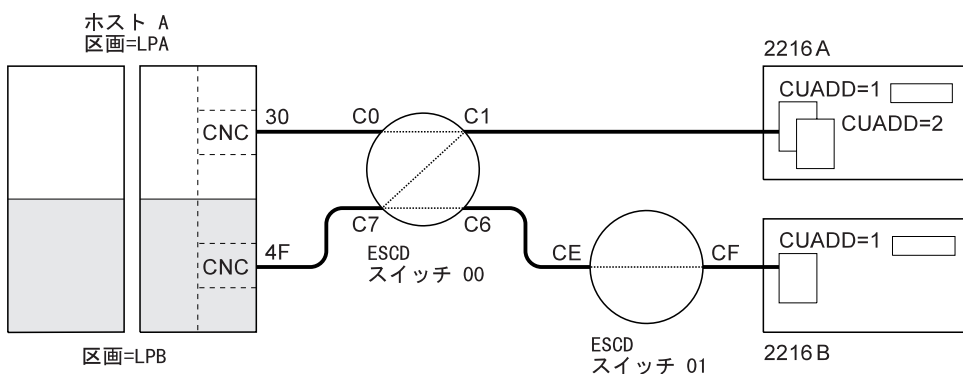 ホスト A
区画=LPA
2216A
CUADD=1
CUADD=2
CNC
30
C0
C1
C7
C6
ESCD
スイッチ 00
CNC
4F
CE
CF
CUADD=1
ESCD
スイッチ 01
2216B
区画=LPB